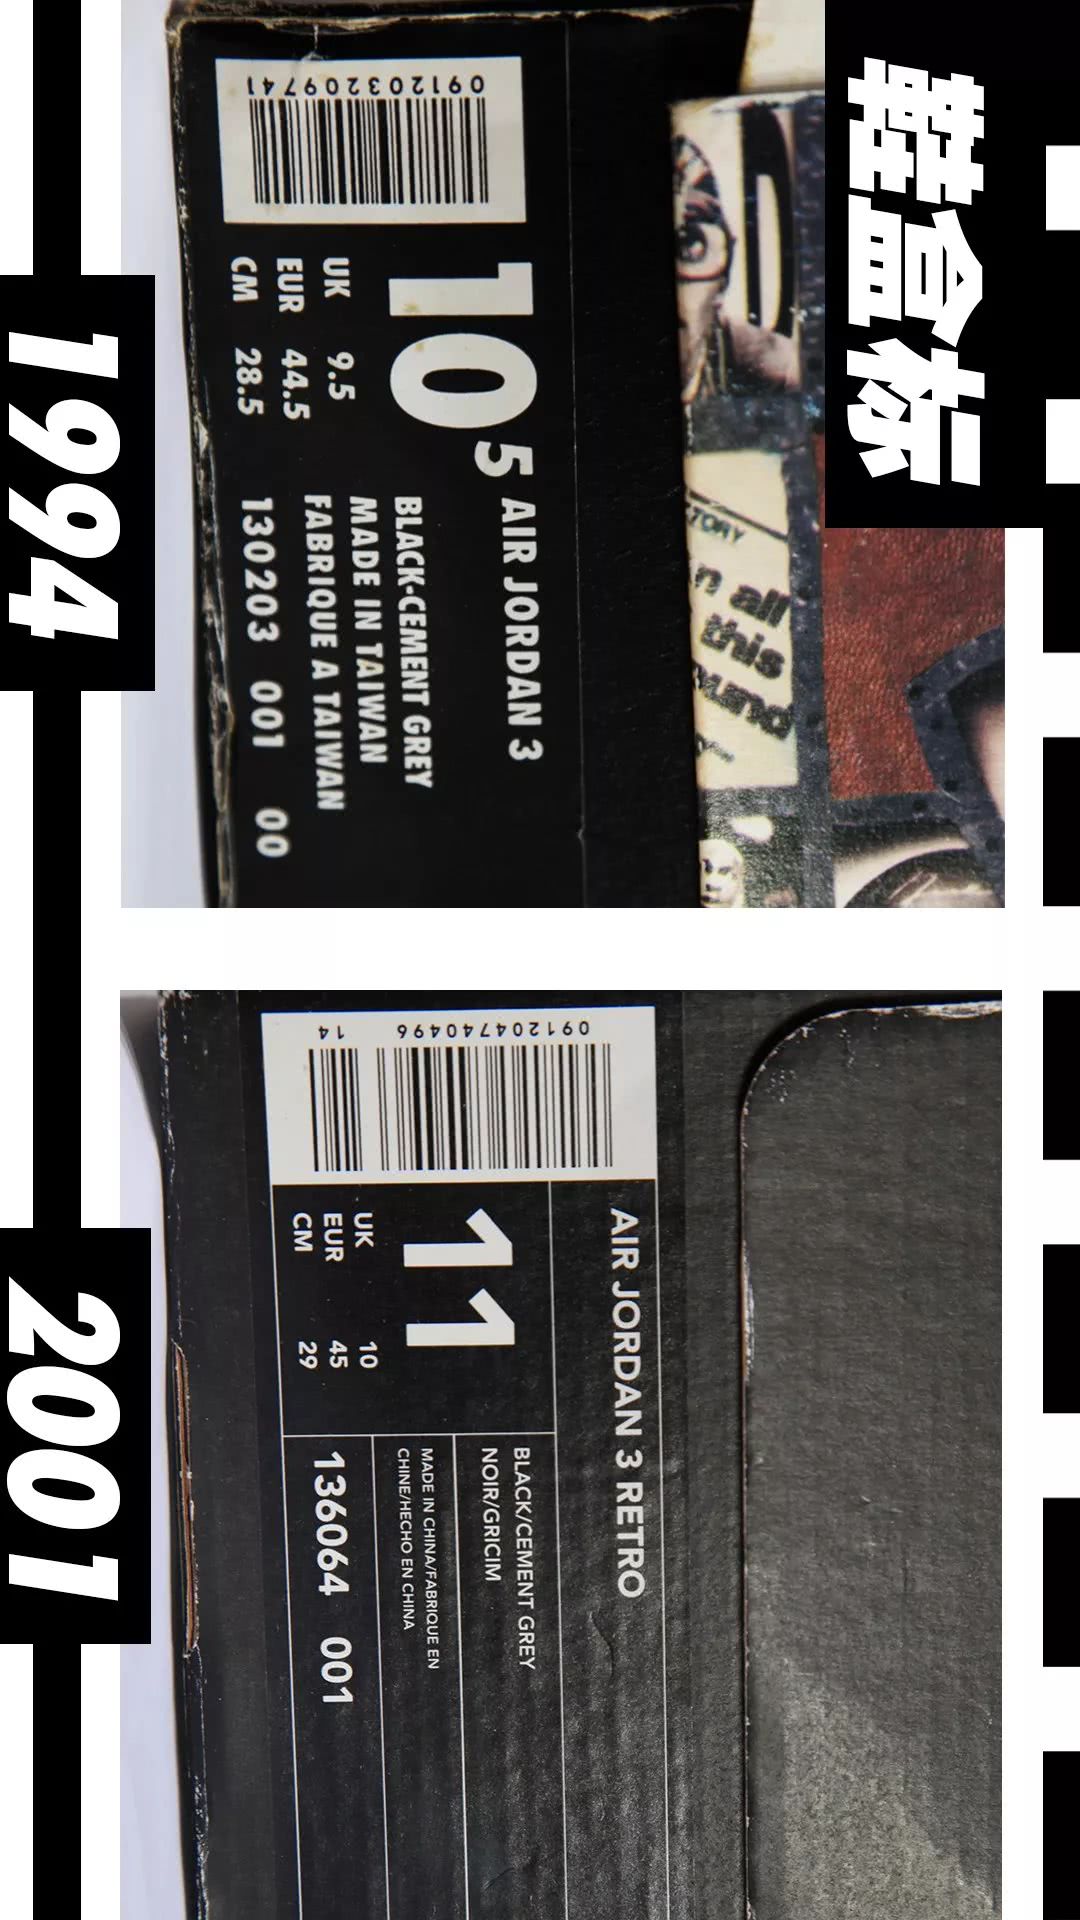 鞋盒标
1994
091203209741
10.5 AIR JORDAN 3
BLACK-CEMENT GREY
UK 9.5
MADE IN TAIWAN
EUR 44.5
FABRIQUE A TAIWAN
CM 28.5
130203 001 00
TORY
n all
this
ound
2001
091204740496 14
AIR JORDAN 3 RETRO
11
BLACK/CEMENT GREY
NOIR/GRICIM
UK 10
EUR 45
CM 29
MADE IN CHINA/FABRIQUE EN
CHINE/HECHO EN CHINA
136064 001